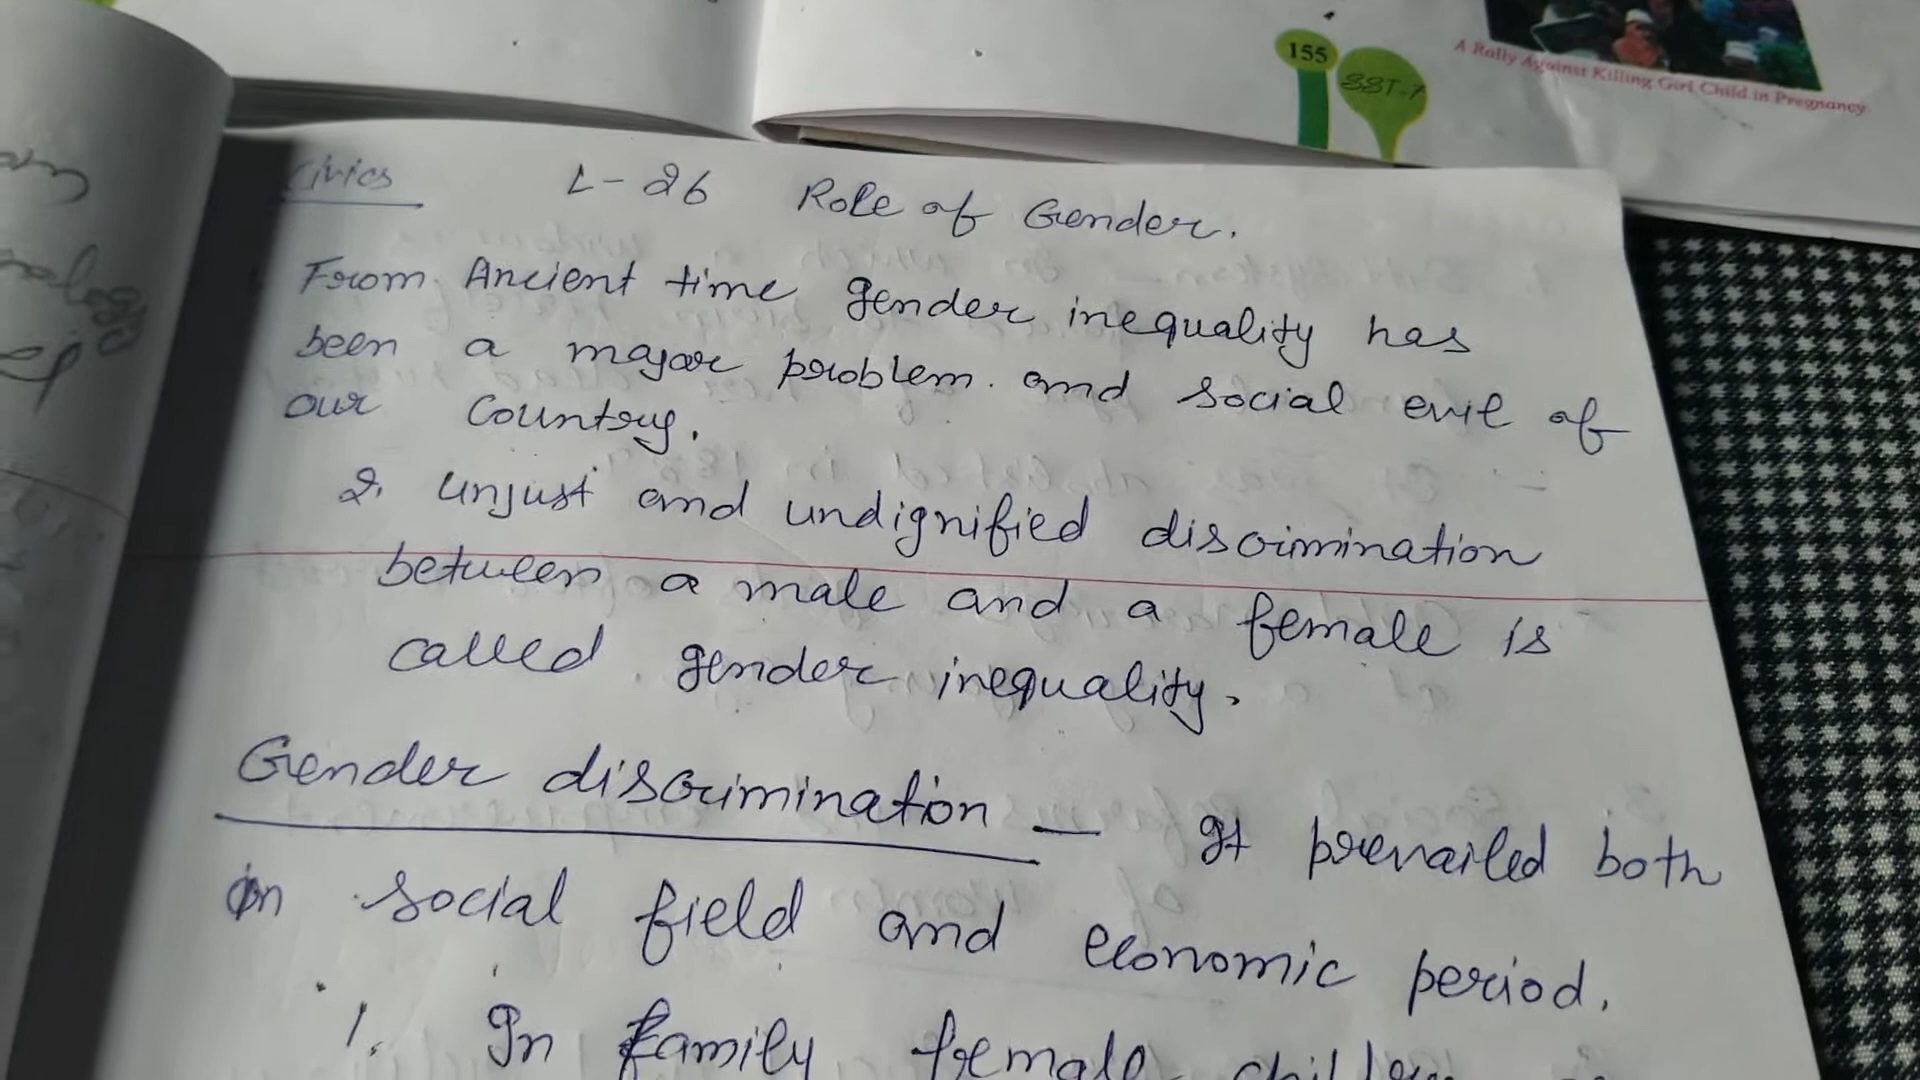 155
SST-7
A Rally Against Killing Girl Child in Pregnancy
Civics
L-26 Role of Gender.
From Ancient time gender inequality has
been a major problem. and social evil of
our Country.
2. Unjust and undignified discrimination
between a male and a female is
called gender inequality.
Gender discrimination — It prevailed both
in social field and economic period.
1. In family female children